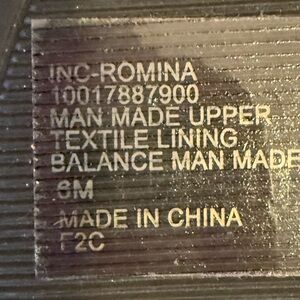 INC-ROMINA
10017887900
MAN MADE UPPER
TEXTILE LINING
BALANCE MAN MADE
6M
MADE IN CHINA
F2C